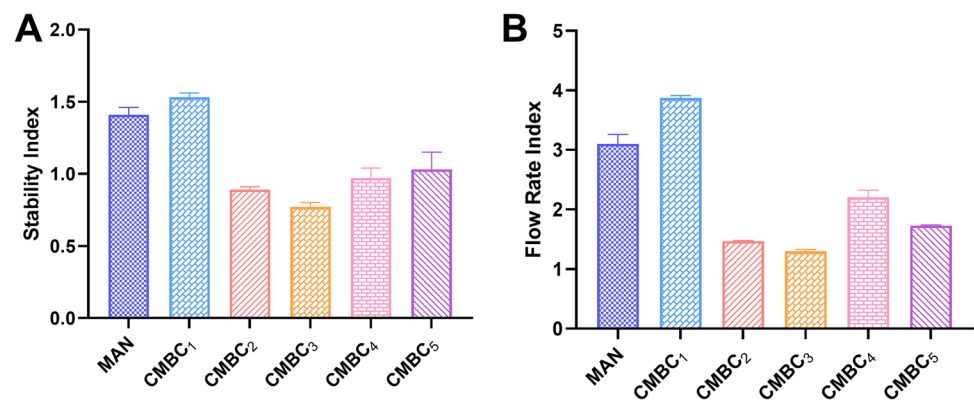 A
Stability Index
2.0
1.5
1.0
0.5
0.0
MAN
CMBC₁
CMBC₂
CMBC₃
CMBC₄
CMBC₅
B
Flow Rate Index
5
4
3
2
1
0
MAN
CMBC₁
CMBC₂
CMBC₃
CMBC₄
CMBC₅